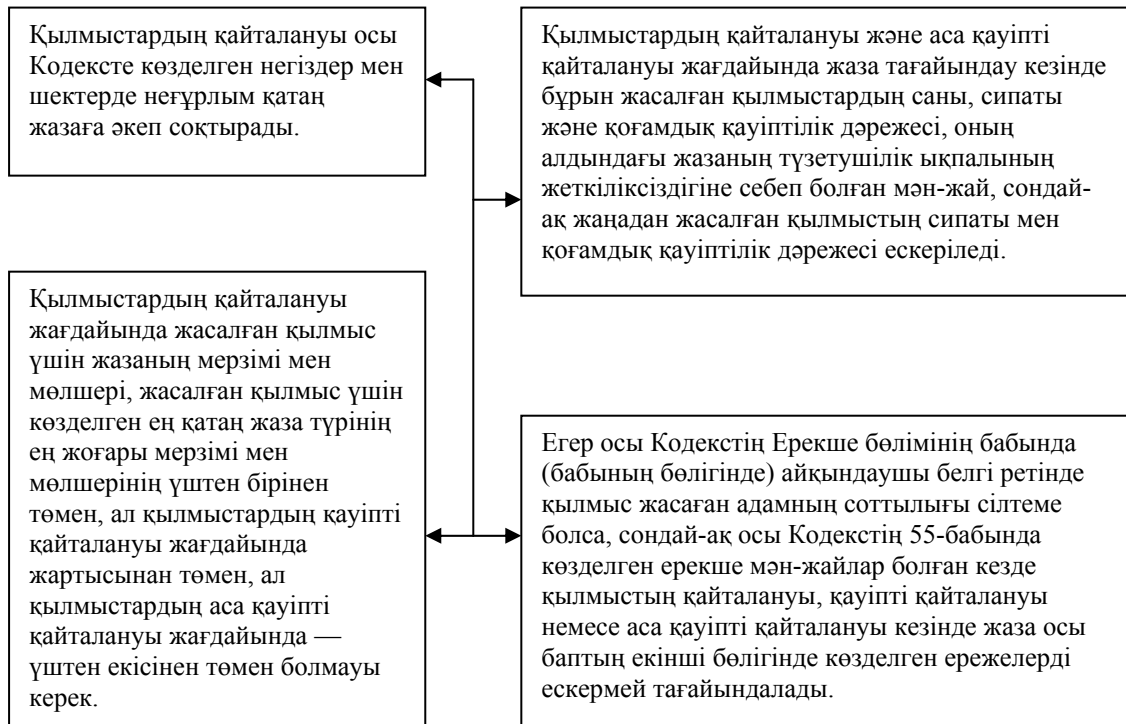 Қылмыстардың қайталануы осы
Кодексте көзделген негіздер мен
шектерде неғұрлым қатаң
жазаға әкеп соқтырады.
Қылмыстардың қайталануы және аса қауіпті
қайталануы жағдайында жаза тағайындау кезінде
бұрын жасалған қылмыстардың саны, сипаты
және қоғамдық қауіптілік дәрежесі, оның
алдындағы жазаның түзетушілік ықпалының
жеткіліксіздігіне себеп болған мән-жай, сондай-
ақ жаңадан жасалған қылмыстың сипаты мен
қоғамдық қауіптілік дәрежесі ескеріледі.
Қылмыстардың қайталануы
жағдайында жасалған қылмыс
үшін жазаның мерзімі мен
мөлшері, жасалған қылмыс үшін
көзделген ең қатаң жаза түрінің
ең жоғары мерзімі мен
мөлшерінің үштен бірінен
төмен, ал қылмыстардың қауіпті
қайталануы жағдайында
жартысынан төмен, ал
қылмыстардың аса қауіпті
қайталануы жағдайында —
үштен екісінен төмен болмауы
керек.
Егер осы Кодекстің Ерекше бөлімінің бабында
(бабының бөлігінде) айқындаушы белгі ретінде
қылмыс жасаған адамның соттылығы сілтеме
болса, сондай-ақ осы Кодекстің 55-бабында
көзделген ерекше мән-жайлар болған кезде
қылмыстың қайталануы, қауіпті қайталануы
немесе аса қауіпті қайталануы кезінде жаза осы
баптың екінші бөлігінде көзделген ережелерді
ескермей тағайындалады.